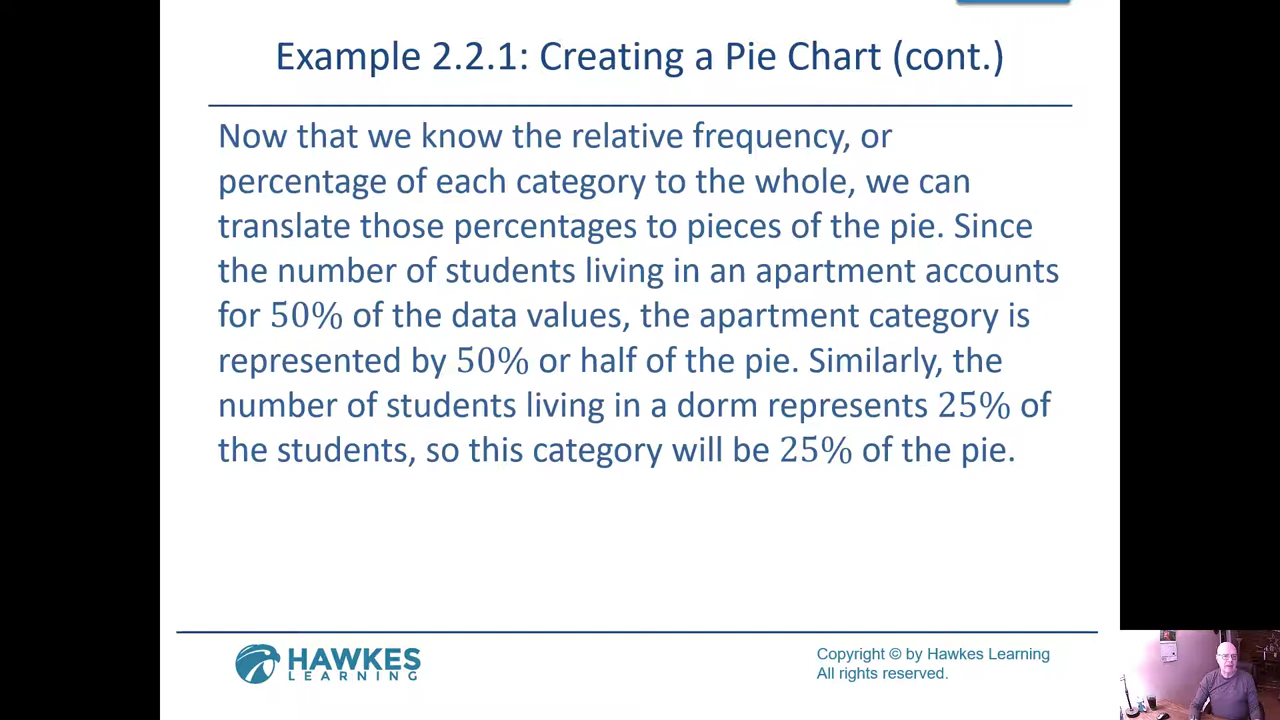 Example 2.2.1: Creating a Pie Chart (cont.)
Now that we know the relative frequency, or
percentage of each category to the whole, we can
translate those percentages to pieces of the pie. Since
the number of students living in an apartment accounts
for 50% of the data values, the apartment category is
represented by 50% or half of the pie. Similarly, the
number of students living in a dorm represents 25% of
the students, so this category will be 25% of the pie.
HAWKES
LEARNING
Copyright © by Hawkes Learning
All rights reserved.